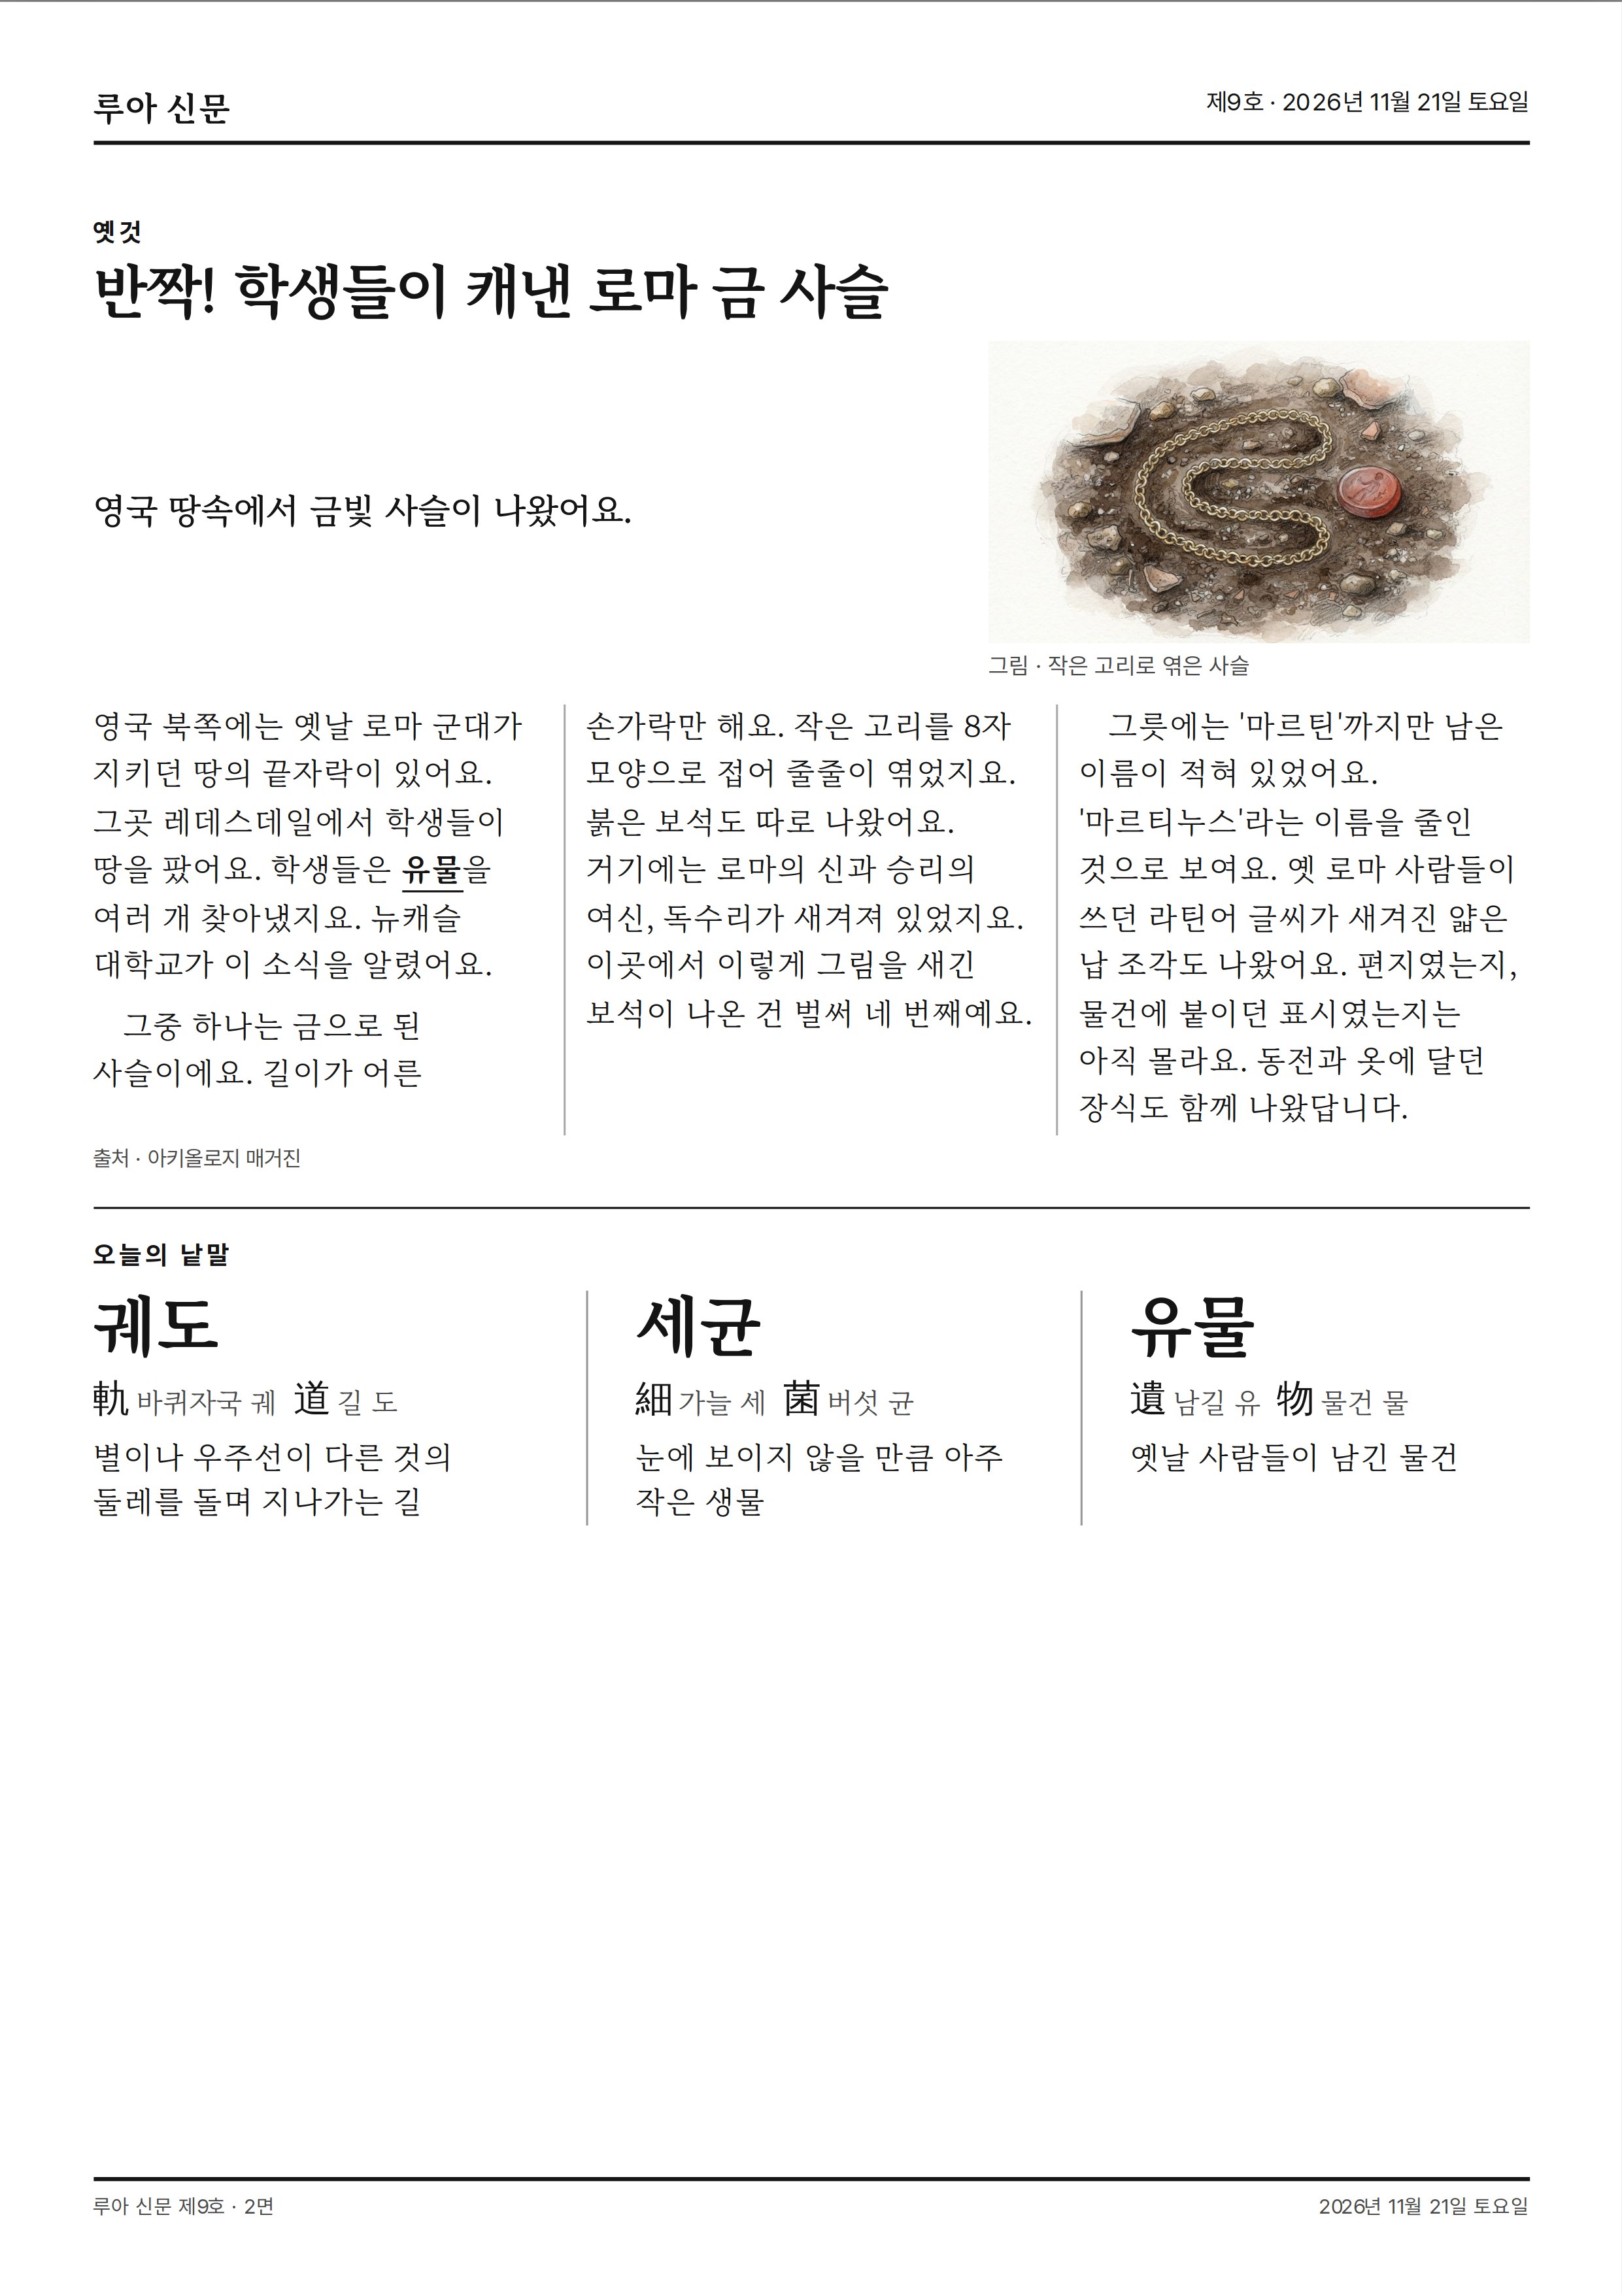 루아 신문
제9호 · 2026년 11월 21일 토요일
옛것
반짝! 학생들이 캐낸 로마 금 사슬
영국 땅속에서 금빛 사슬이 나왔어요.
그림 · 작은 고리로 엮은 사슬
영국 북쪽에는 옛날 로마 군대가
지키던 땅의 끝자락이 있어요.
그곳 레데스데일에서 학생들이
땅을 팠어요. 학생들은 유물을
여러 개 찾아냈지요. 뉴캐슬
대학교가 이 소식을 알렸어요.
그중 하나는 금으로 된
사슬이에요. 길이가 어른
손가락만 해요. 작은 고리를 8자
모양으로 접어 줄줄이 엮었지요.
붉은 보석도 따로 나왔어요.
거기에는 로마의 신과 승리의
여신, 독수리가 새겨져 있었지요.
이곳에서 이렇게 그림을 새긴
보석이 나온 건 벌써 네 번째예요.
그릇에는 '마르틴'까지만 남은
이름이 적혀 있었어요.
'마르티누스'라는 이름을 줄인
것으로 보여요. 옛 로마 사람들이
쓰던 라틴어 글씨가 새겨진 얇은
납 조각도 나왔어요. 편지였는지,
물건에 붙이던 표시였는지는
아직 몰라요. 동전과 옷에 달던
장식도 함께 나왔답니다.
출처 · 아키올로지 매거진
오늘의 낱말
궤도
軌 바퀴자국 궤 道 길 도
별이나 우주선이 다른 것의
둘레를 돌며 지나가는 길
세균
細 가늘 세 菌 버섯 균
눈에 보이지 않을 만큼 아주
작은 생물
유물
遺 남길 유 物 물건 물
옛날 사람들이 남긴 물건
루아 신문 제9호 · 2면
2026년 11월 21일 토요일